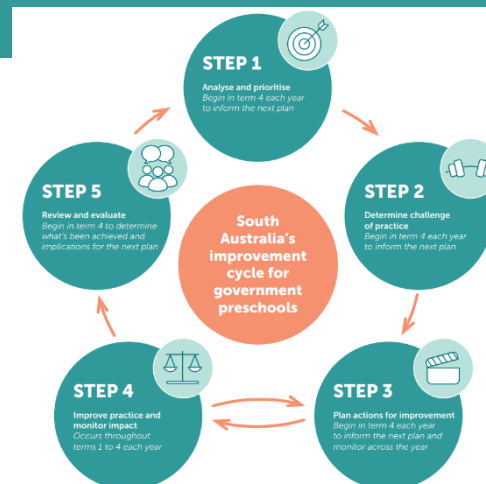 STEP 1
Analyse and prioritise
Begin in term 4 each year
to inform the next plan
STEP 2
Determine challenge
of practice
Begin in term 4 each year
to inform the next plan
STEP 3
Plan actions for improvement
Begin in term 4 each year
to inform the next plan and
monitor across the year
STEP 4
Improve practice and
monitor impact
Occurs throughout
terms 1 to 4 each year
STEP 5
Review and evaluate
Begin in term 4 to determine
what's been achieved and
implications for the next plan
South
Australia's
improvement
cycle for
government
preschools